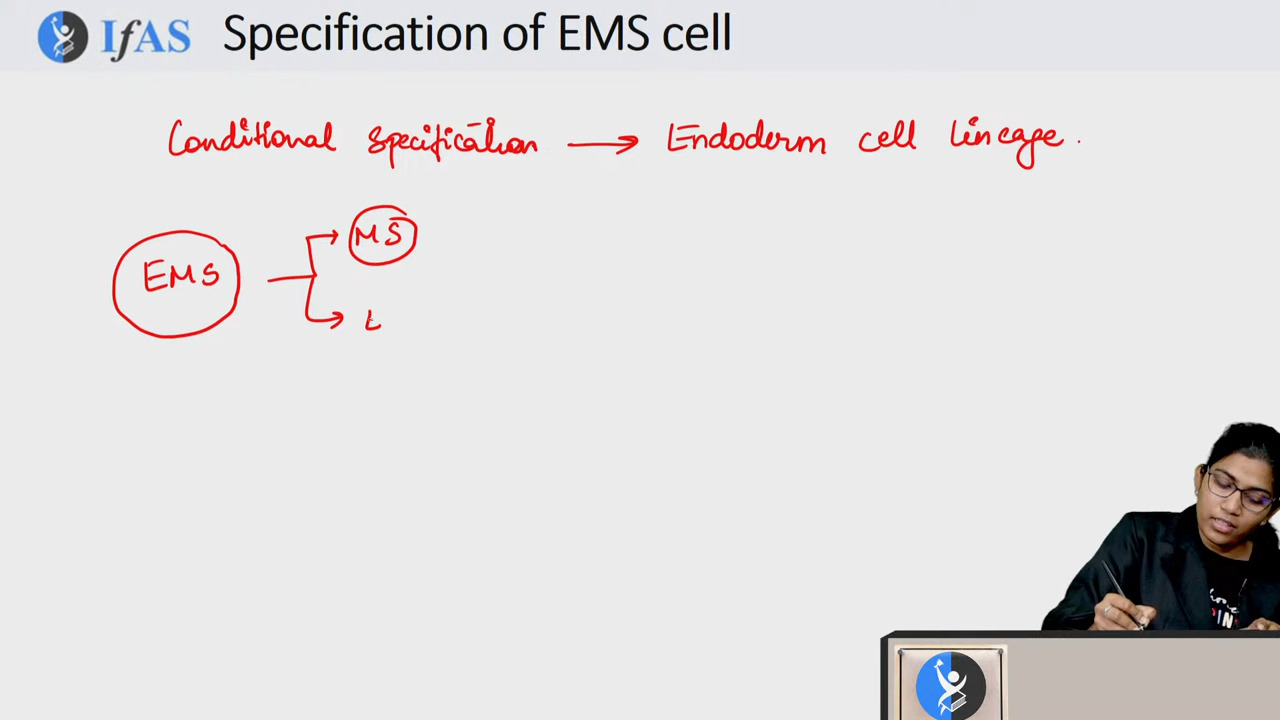 IfAS Specification of EMS cell
Conditional Specification → Endoderm cell lineage.
MS
EMS